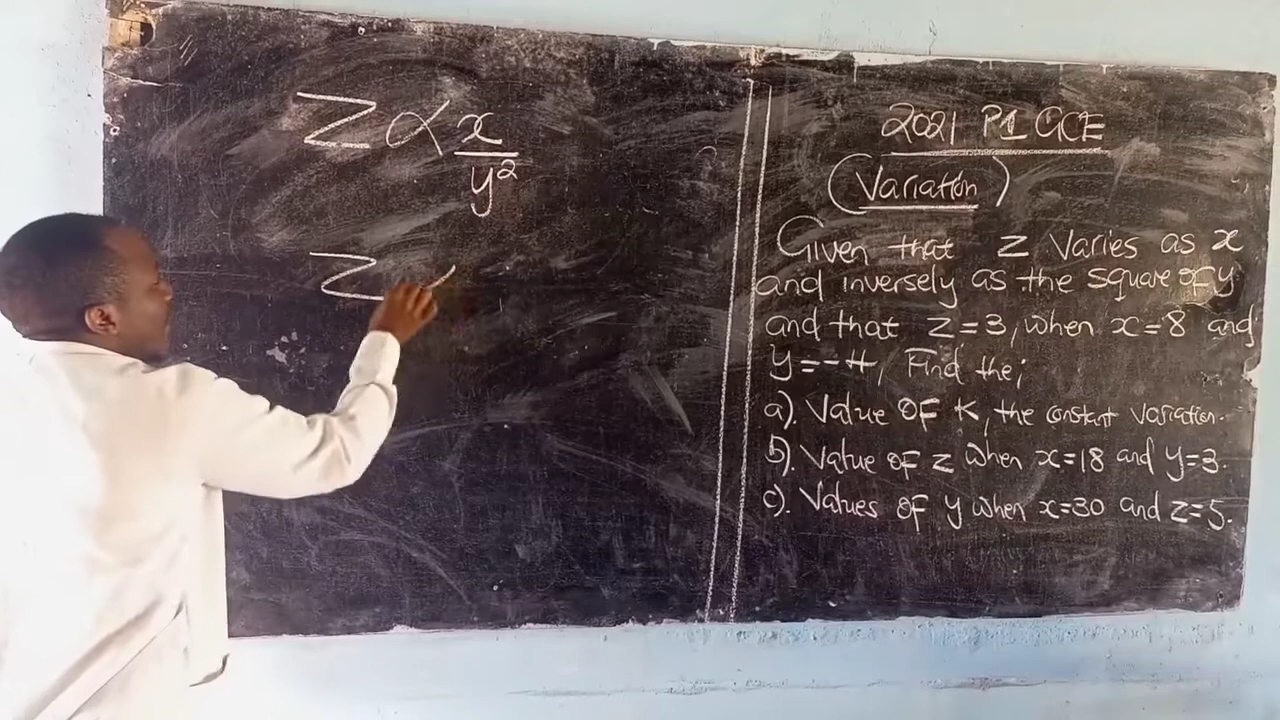 Z ∝ x/y²
Z
2021 P1 GCE
(Variation)
Given that Z Varies as x
and inversely as the square of y
and that Z=3, when x=8 and
y=-4, Find the;
a). Value OF K, the constant variation.
b). Value OF Z when x=18 and y=3.
c). Values OF y when x=30 and Z=5.